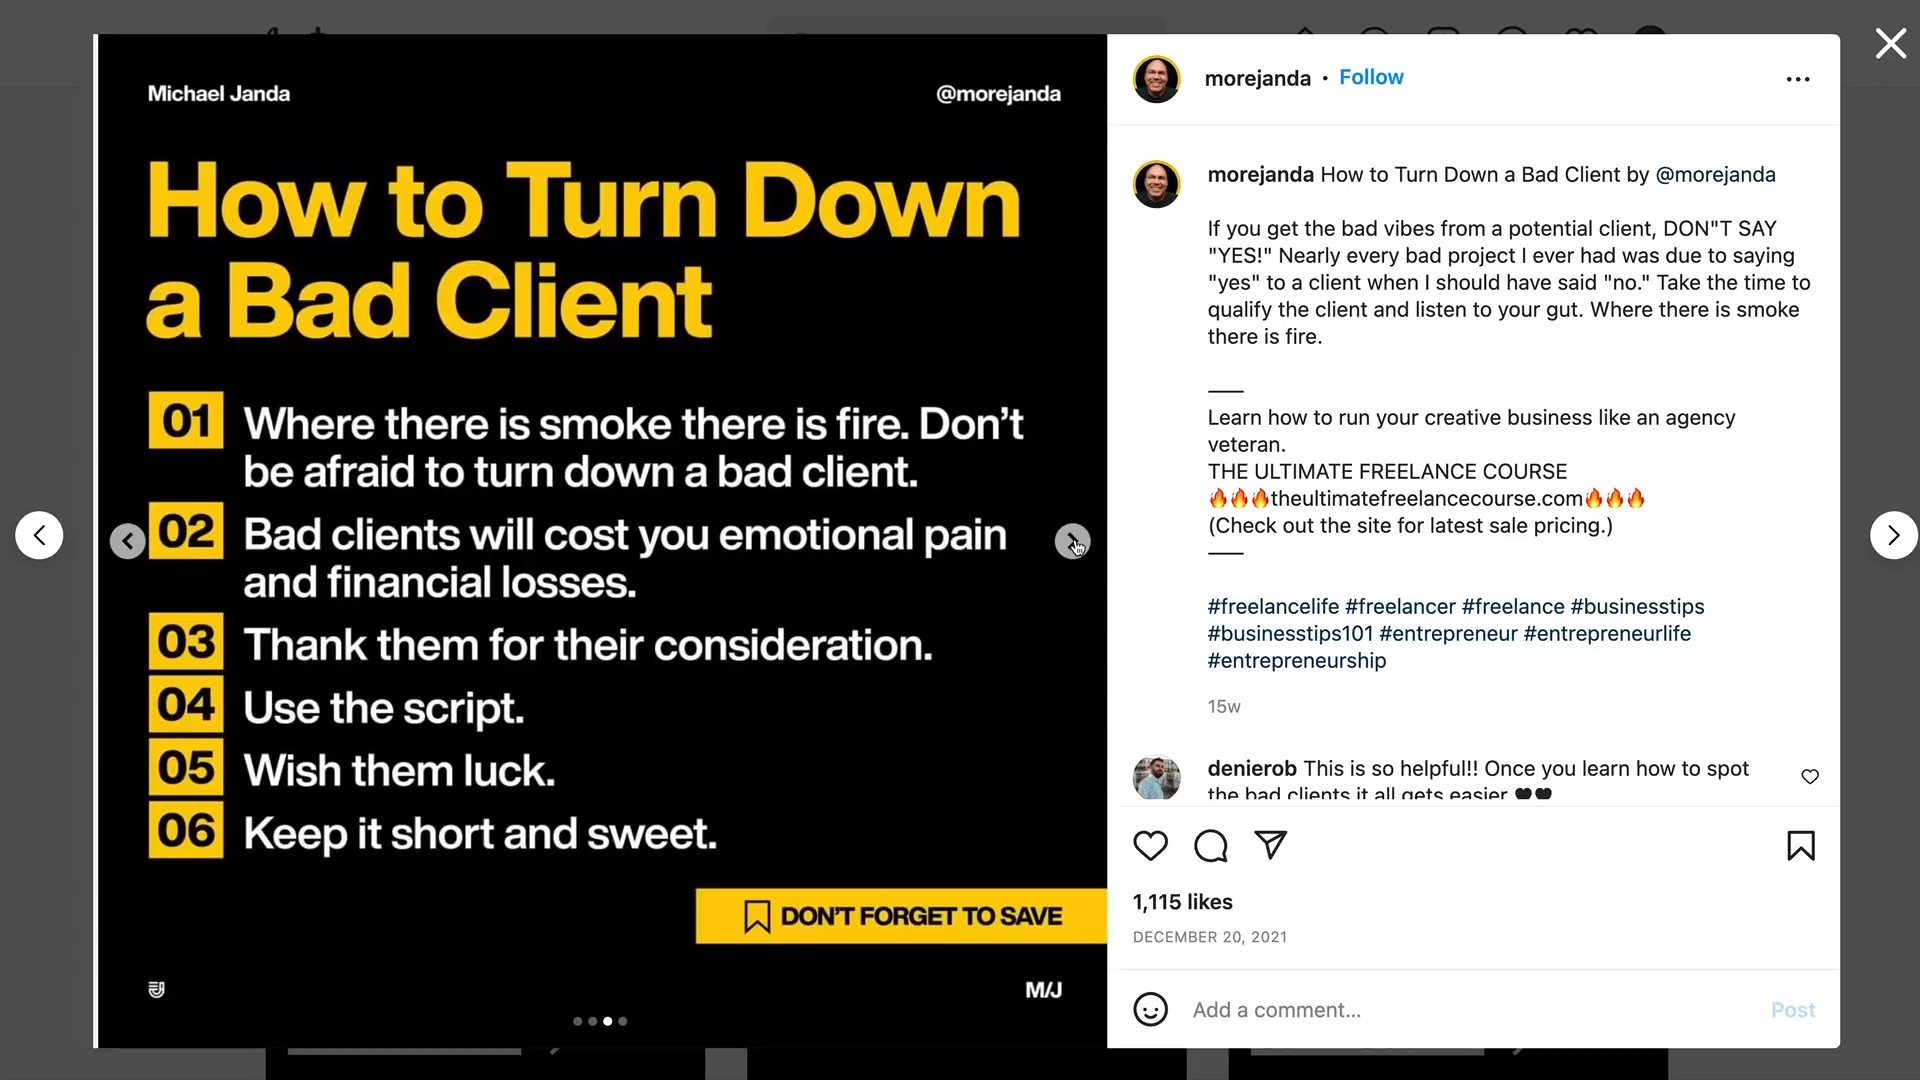 Michael Janda
@morejanda
How to Turn Down
a Bad Client
01 Where there is smoke there is fire. Don't
be afraid to turn down a bad client.
02 Bad clients will cost you emotional pain
and financial losses.
03 Thank them for their consideration.
04 Use the script.
05 Wish them luck.
06 Keep it short and sweet.
DON'T FORGET TO SAVE
M/J
morejanda • Follow
morejanda How to Turn Down a Bad Client by @morejanda
If you get the bad vibes from a potential client, DON"T SAY
"YES!" Nearly every bad project I ever had was due to saying
"yes" to a client when I should have said "no." Take the time to
qualify the client and listen to your gut. Where there is smoke
there is fire.
Learn how to run your creative business like an agency
veteran.
THE ULTIMATE FREELANCE COURSE
🔥🔥🔥theultimatefreelancecourse.com🔥🔥🔥
(Check out the site for latest sale pricing.)
#freelancelife #freelancer #freelance #businesstips
#businesstips101 #entrepreneur #entrepreneurlife
#entrepreneurship
15w
denierob This is so helpful!! Once you learn how to spot
the bad clients it all gets easier 🖤🖤
1,115 likes
DECEMBER 20, 2021
Add a comment...
Post